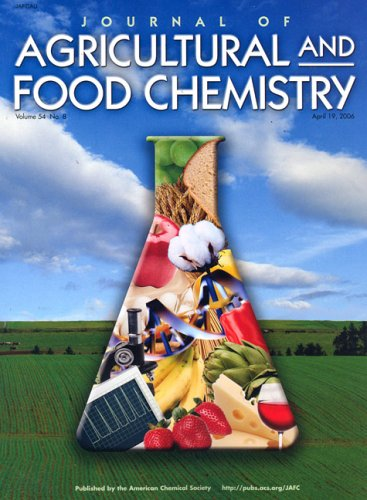 JAFCAU
JOURNAL OF
AGRICULTURAL AND
FOOD CHEMISTRY
Volume 54 No. 8 April 19, 2006
Published by the American Chemical Society http://pubs.acs.org/JAFC